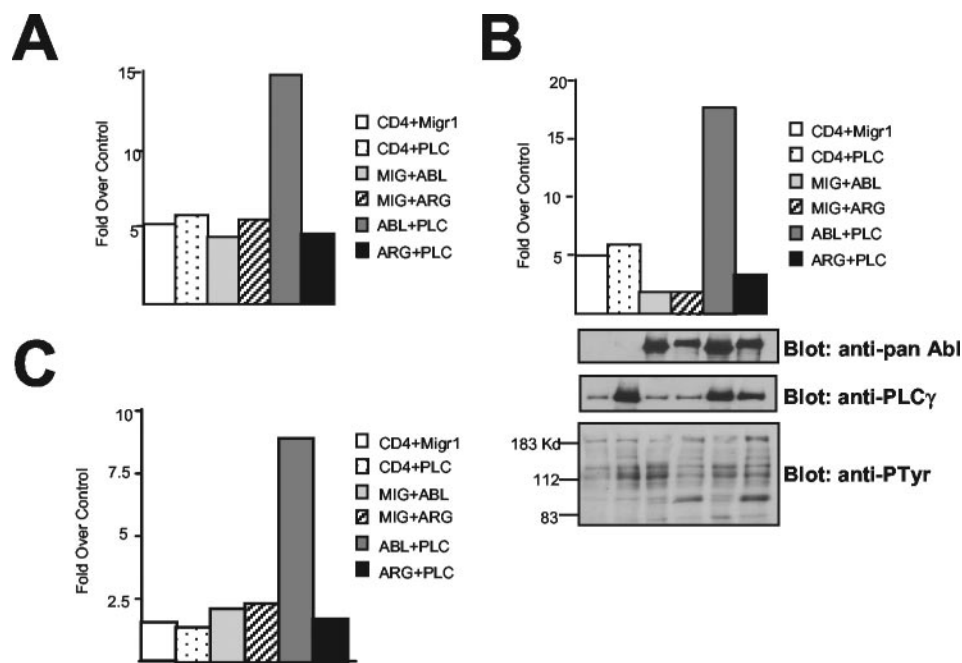 A
15
10
5
Fold Over Control
CD4+Migr1
CD4+PLC
MIG+ABL
MIG+ARG
ABL+PLC
ARG+PLC
B
20
15
10
5
Fold Over Control
CD4+Migr1
CD4+PLC
MIG+ABL
MIG+ARG
ABL+PLC
ARG+PLC
Blot: anti-pan Abl
Blot: anti-PLCγ
183 Kd
112
83
Blot: anti-PTyr
C
10
7.5
5
2.5
Fold Over Control
CD4+Migr1
CD4+PLC
MIG+ABL
MIG+ARG
ABL+PLC
ARG+PLC